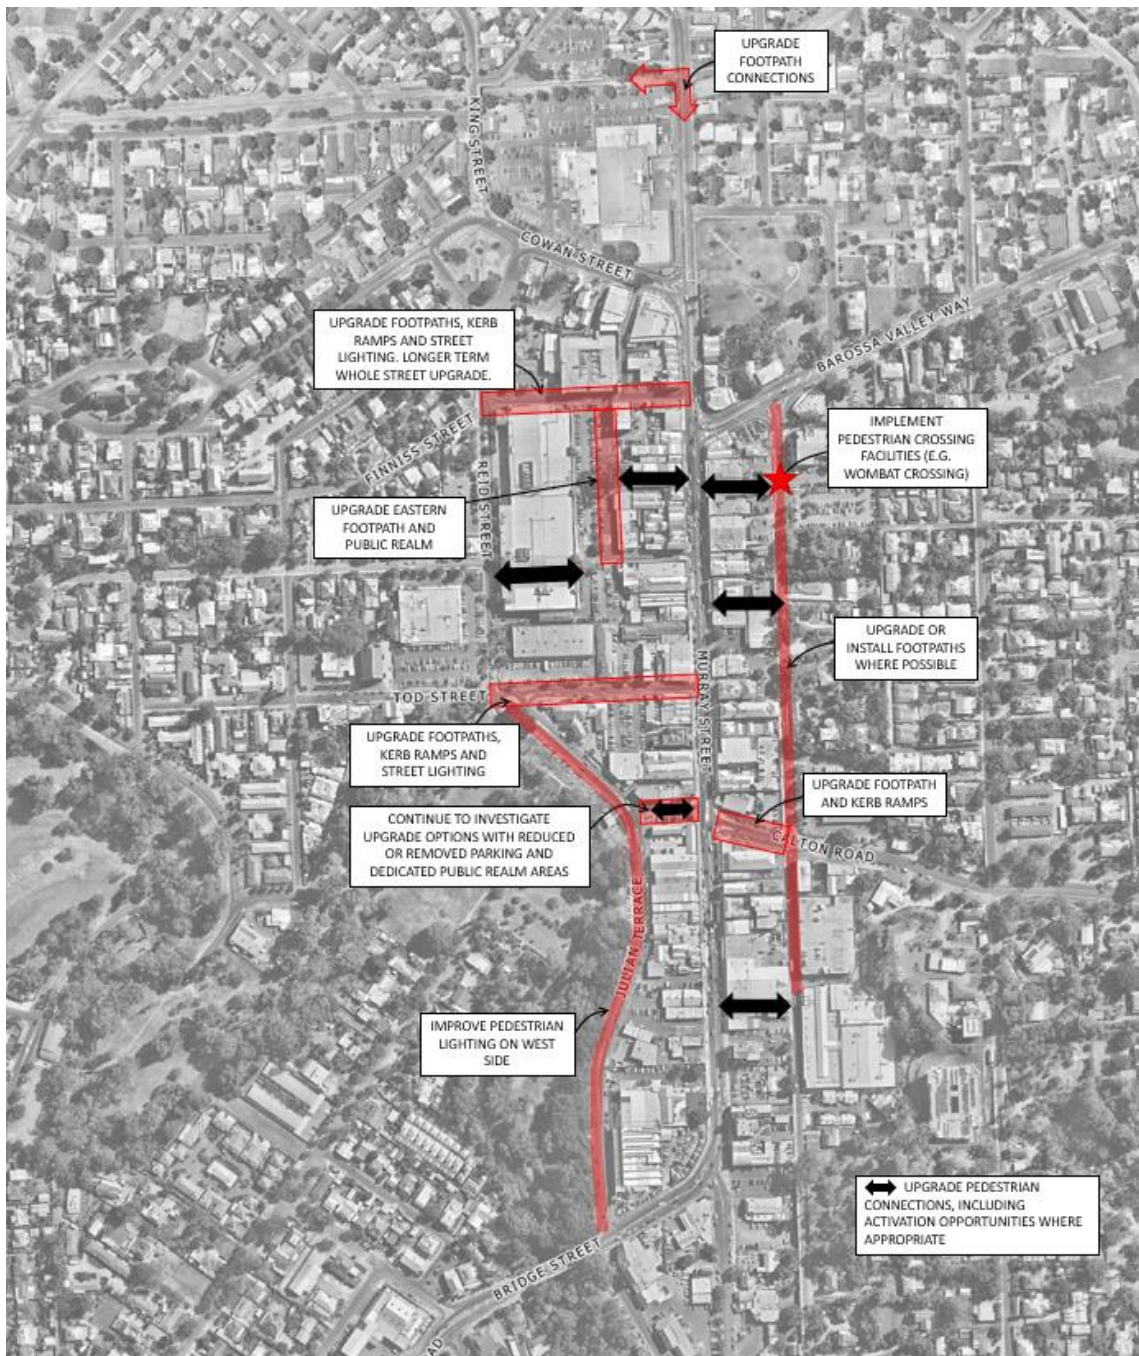 UPGRADE
FOOTPATH
CONNECTIONS
KING STREET
COWAN STREET
BAROSSA VALLEY WAY
UPGRADE FOOTPATHS, KERB
RAMPS AND STREET
LIGHTING. LONGER TERM
WHOLE STREET UPGRADE.
IMPLEMENT
PEDESTRIAN CROSSING
FACILITIES (E.G.
WOMBAT CROSSING)
FINNISS STREET
REID STREET
UPGRADE EASTERN
FOOTPATH AND
PUBLIC REALM
UPGRADE OR
INSTALL FOOTPATHS
WHERE POSSIBLE
TOD STREET
MURRAY STREET
UPGRADE FOOTPATHS,
KERB RAMPS AND
STREET LIGHTING
UPGRADE FOOTPATH
AND KERB RAMPS
CONTINUE TO INVESTIGATE
UPGRADE OPTIONS WITH REDUCED
OR REMOVED PARKING AND
DEDICATED PUBLIC REALM AREAS
CALTON ROAD
JULIAN TERRACE
IMPROVE PEDESTRIAN
LIGHTING ON WEST
SIDE
UPGRADE PEDESTRIAN
CONNECTIONS, INCLUDING
ACTIVATION OPPORTUNITIES WHERE
APPROPRIATE
BRIDGE STREET
AD